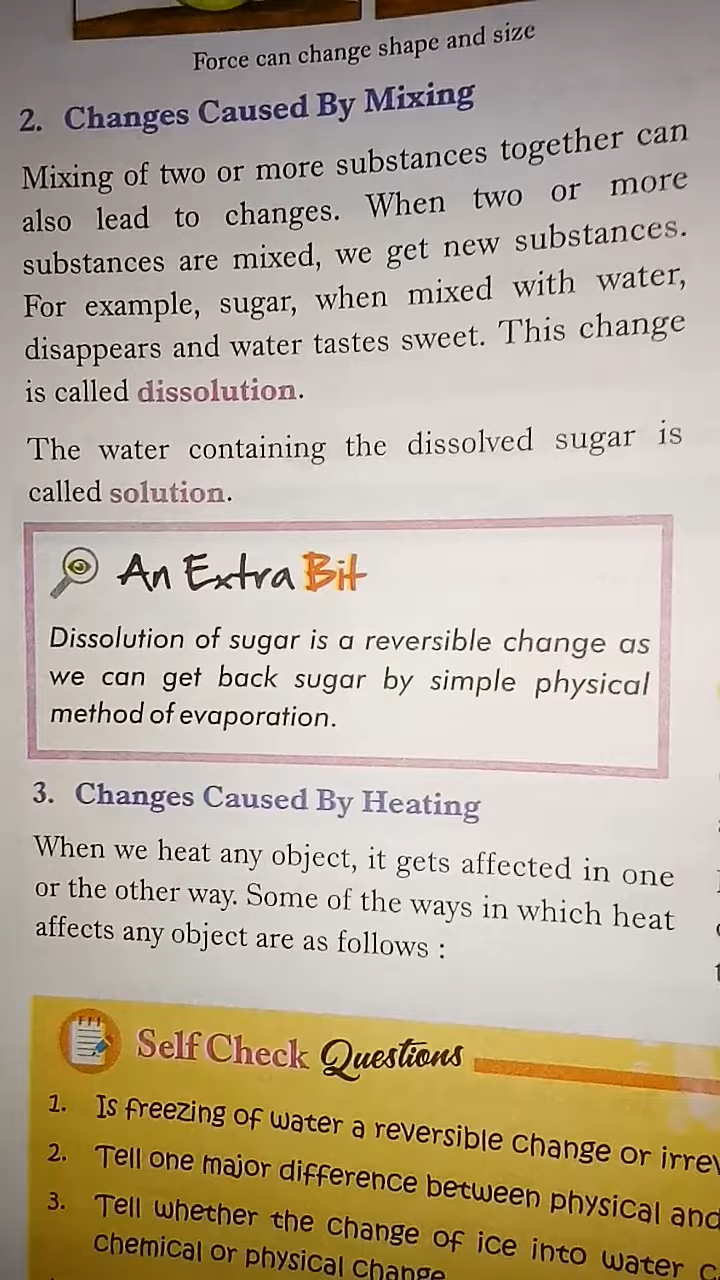 Force can change shape and size
2. Changes Caused By Mixing
Mixing of two or more substances together can
also lead to changes. When two or more
substances are mixed, we get new substances.
For example, sugar, when mixed with water,
disappears and water tastes sweet. This change
is called dissolution.
The water containing the dissolved sugar is
called solution.
An Extra Bit
Dissolution of sugar is a reversible change as
we can get back sugar by simple physical
method of evaporation.
3. Changes Caused By Heating
When we heat any object, it gets affected in one
or the other way. Some of the ways in which heat
affects any object are as follows :
Self Check Questions
1. Is freezing of water a reversible change or
2. Tell one major difference between physical and
3. Tell whether the change of ice into water
chemical or physical change